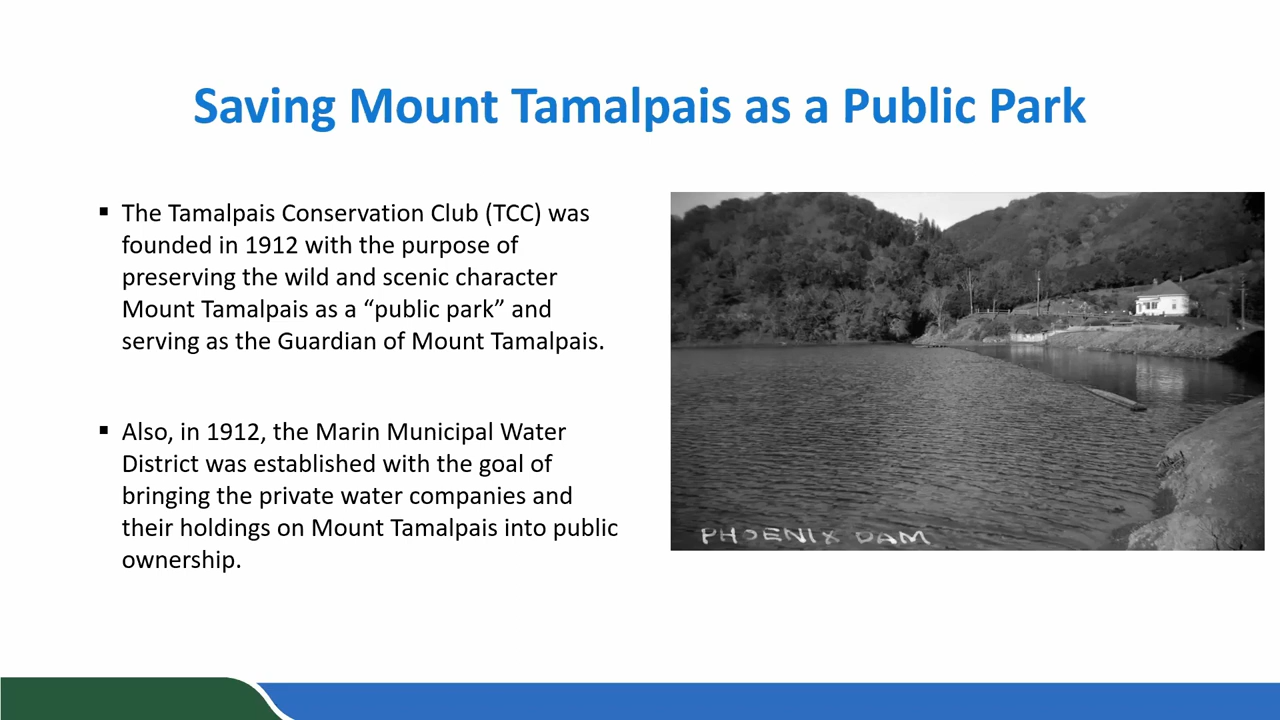 Saving Mount Tamalpais as a Public Park
▪ The Tamalpais Conservation Club (TCC) was
founded in 1912 with the purpose of
preserving the wild and scenic character
Mount Tamalpais as a “public park” and
serving as the Guardian of Mount Tamalpais.
▪ Also, in 1912, the Marin Municipal Water
District was established with the goal of
bringing the private water companies and
their holdings on Mount Tamalpais into public
ownership.
PHOENIX DAM